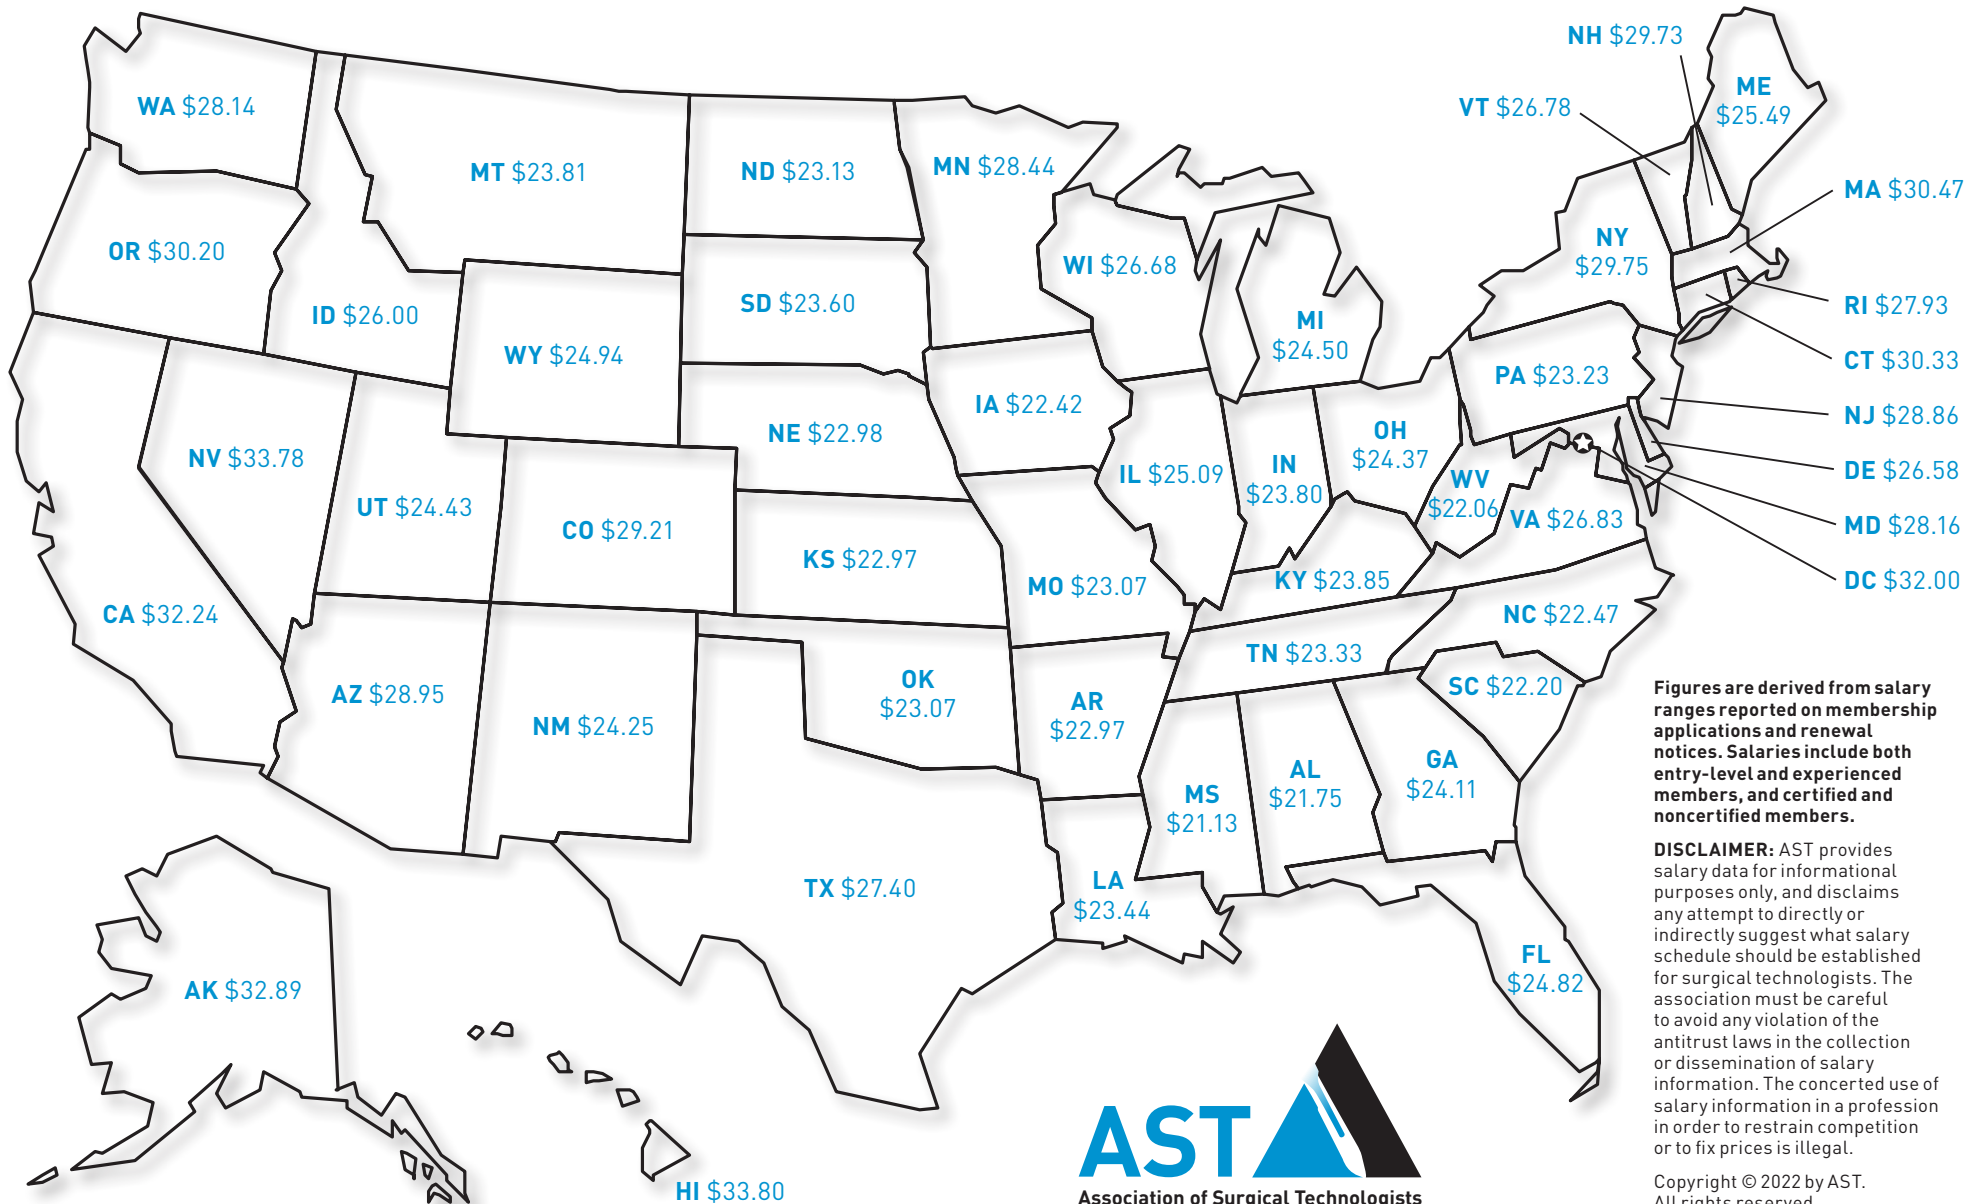 NH $29.73
ME
$25.49
WA $28.14
VT $26.78
MT $23.81
ND $23.13
MN $28.44
MA $30.47
OR $30.20
NY
$29.75
WI $26.68
ID $26.00
SD $23.60
RI $27.93
MI
$24.50
WY $24.94
CT $30.33
PA $23.23
IA $22.42
NJ $28.86
NE $22.98
OH
$24.37
NV $33.78
IL $25.09
IN
$23.80
WV
$22.06
DE $26.58
UT $24.43
CO $29.21
VA $26.83
MD $28.16
KS $22.97
MO $23.07
KY $23.85
DC $32.00
CA $32.24
NC $22.47
TN $23.33
AZ $28.95
NM $24.25
OK
$23.07
AR
$22.97
SC $22.20
MS
$21.13
AL
$21.75
GA
$24.11
TX $27.40
LA
$23.44
FL
$24.82
AK $32.89
HI $33.80
AST
Association of Surgical Technologists
Figures are derived from salary
ranges reported on membership
applications and renewal
notices. Salaries include both
entry-level and experienced
members, and certified and
noncertified members.
DISCLAIMER: AST provides
salary data for informational
purposes only, and disclaims
any attempt to directly or
indirectly suggest what salary
schedule should be established
for surgical technologists. The
association must be careful
to avoid any violation of the
antitrust laws in the collection
or dissemination of salary
information. The concerted use of
salary information in a profession
in order to restrain competition
or to fix prices is illegal.
Copyright © 2022 by AST.
All rights reserved